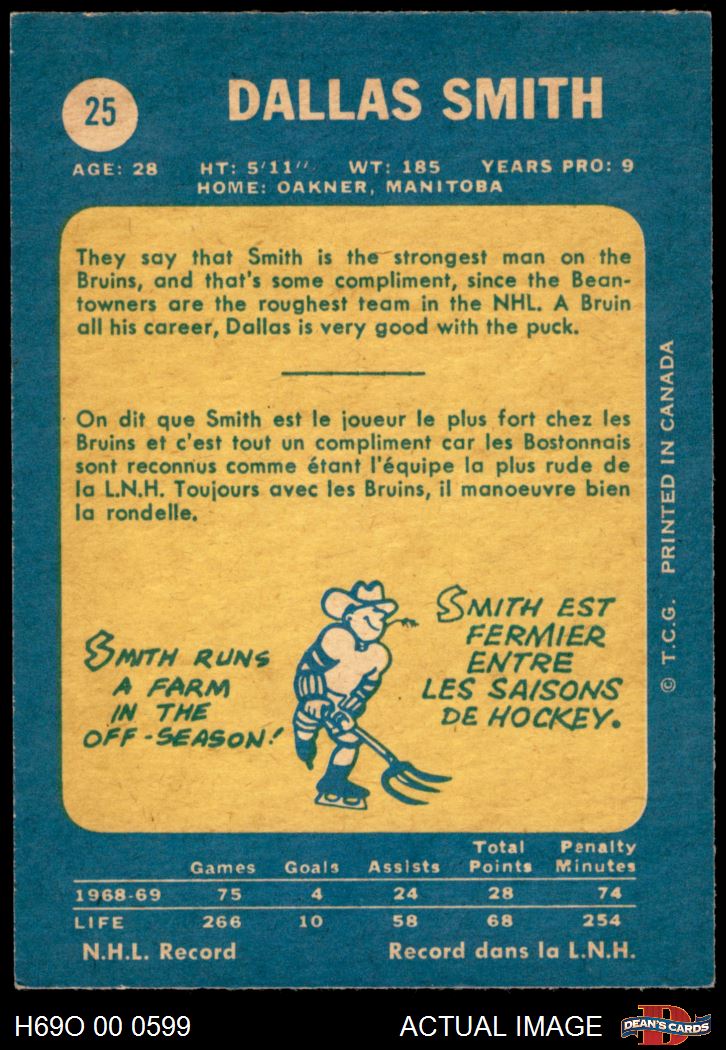 25
DALLAS SMITH
AGE: 28 HT: 5'11'' WT: 185 YEARS PRO: 9
HOME: OAKNER, MANITOBA
They say that Smith is the strongest man on the
Bruins, and that's some compliment, since the Bean-
towners are the roughest team in the NHL. A Bruin
all his career, Dallas is very good with the puck.
On dit que Smith est le joueur le plus fort chez les
Bruins et c'est tout un compliment car les Bostonnais
sont reconnus comme étant l'équipe la plus rude de
la L.N.H. Toujours avec les Bruins, il manoeuvre bien
la rondelle.
SMITH RUNS
A FARM
IN THE
OFF-SEASON!
SMITH EST
FERMIER
ENTRE
LES SAISONS
DE HOCKEY.
© T.C.G. PRINTED IN CANADA
Games Goals Assists Total Points Penalty Minutes
1968-69 75 4 24 28 74
LIFE 266 10 58 68 254
N.H.L. Record Record dans la L.N.H.
H69O 00 0599 ACTUAL IMAGE
D
DEAN'S CARDS